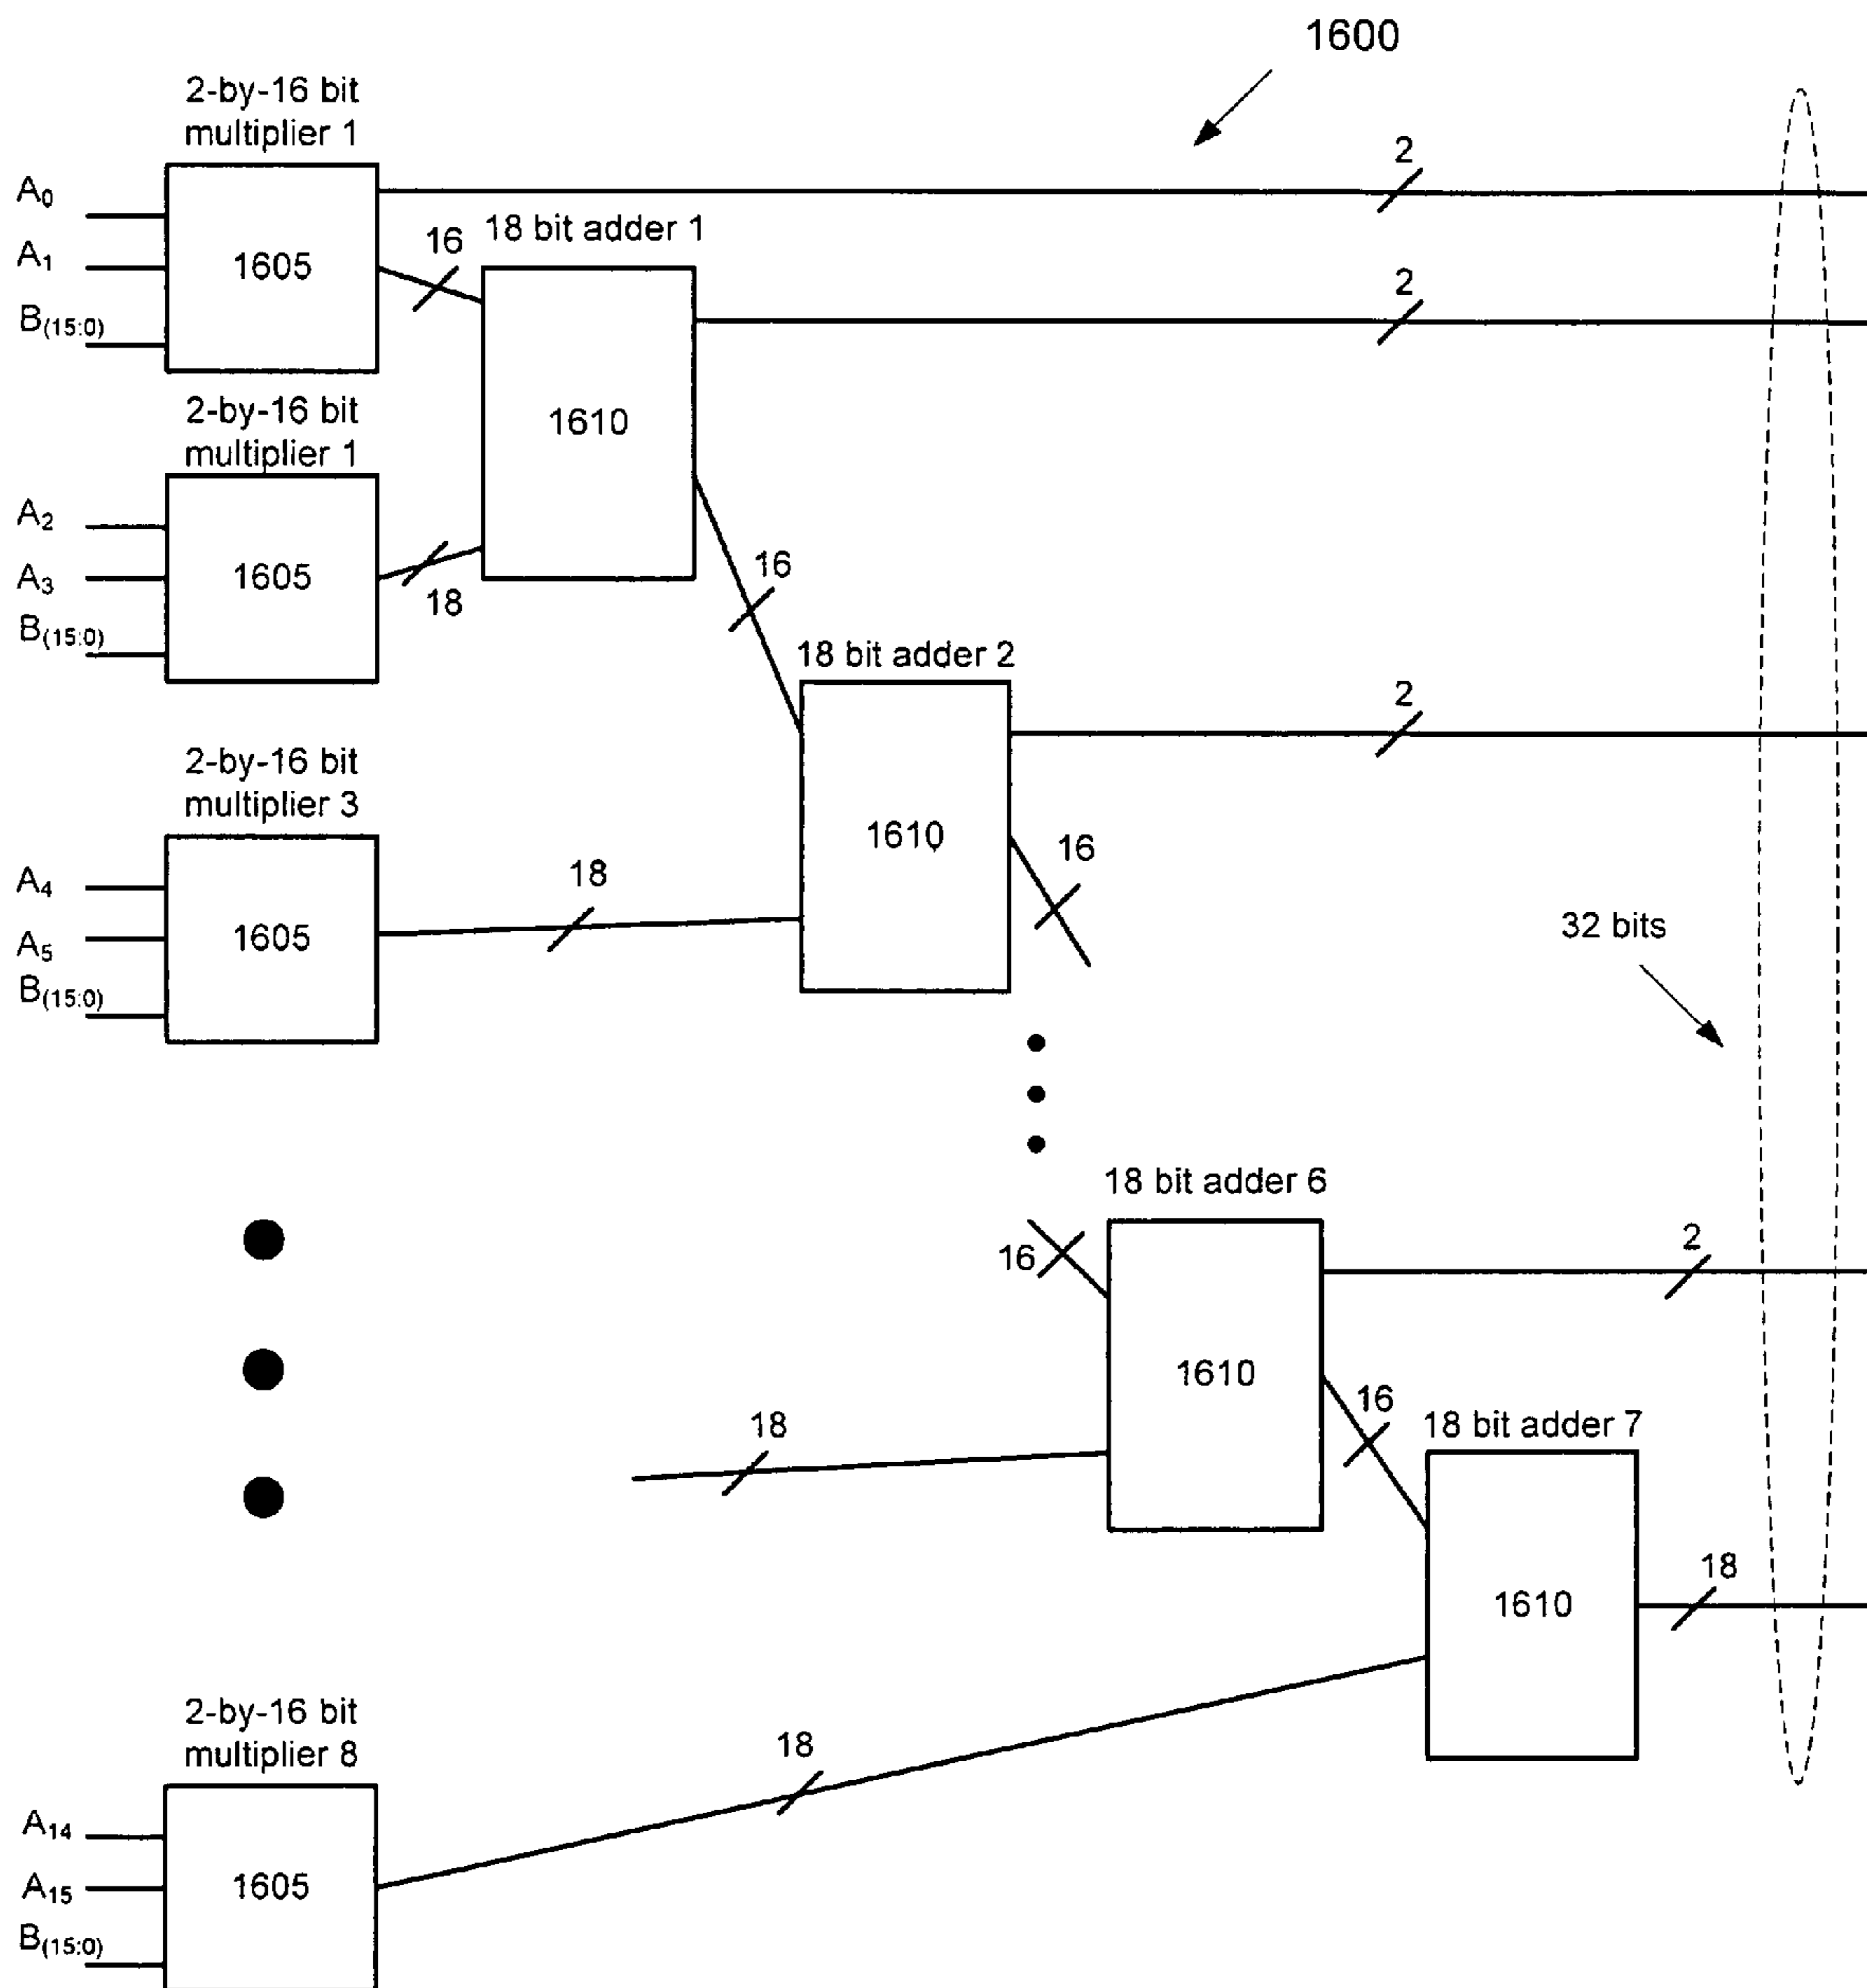 1600
2-by-16 bit
multiplier 1
A0
A1
B(15:0)
1605
2
16
18 bit adder 1
2
1610
2-by-16 bit
multiplier 1
A2
A3
B(15:0)
1605
18
16
18 bit adder 2
2
1610
16
2-by-16 bit
multiplier 3
A4
A5
B(15:0)
1605
18
32 bits
18 bit adder 6
16
2
1610
18
16
18 bit adder 7
1610
18
2-by-16 bit
multiplier 8
A14
A15
B(15:0)
1605
18